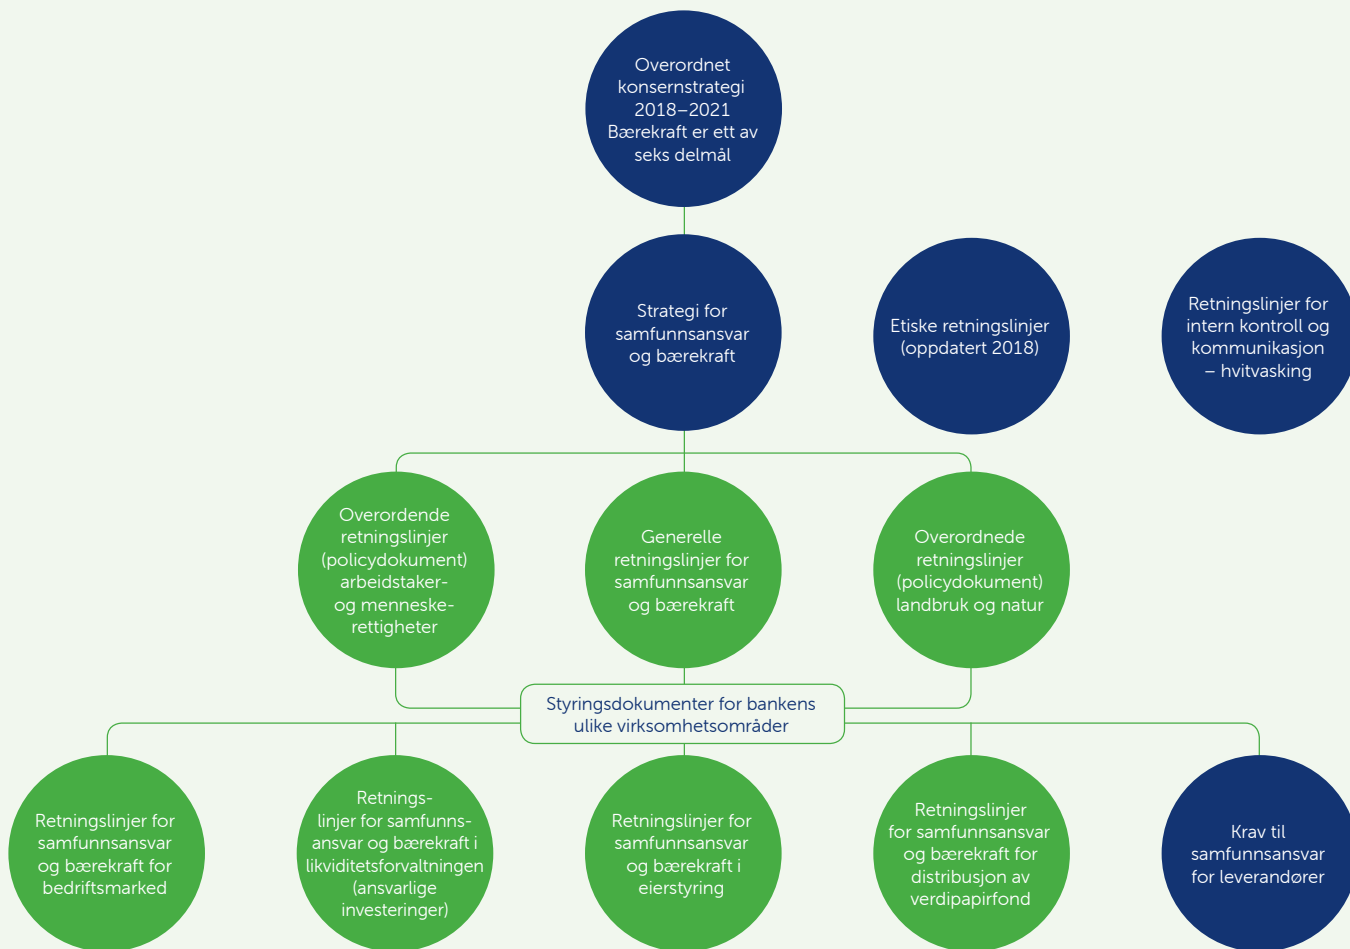 Overordnet
konsernstrategi
2018–2021
Bærekraft er ett av
seks delmål
Strategi for
samfunnsansvar
og bærekraft
Etiske retningslinjer
(oppdatert 2018)
Retningslinjer for
intern kontroll og
kommunikasjon
– hvitvasking
Overordende
retningslinjer
(policydokument)
arbeidstaker-
og menneske-
rettigheter
Generelle
retningslinjer for
samfunnsansvar
og bærekraft
Overordnede
retningslinjer
(policydokument)
landbruk og natur
Styringsdokumenter for bankens
ulike virksomhetsområder
Retningslinjer for
samfunnsansvar
og bærekraft for
bedriftsmarked
Retnings-
linjer for samfunns-
ansvar og bærekraft i
likviditetsforvaltningen
(ansvarlige
investeringer)
Retningslinjer for
samfunnsansvar
og bærekraft i
eierstyring
Retningslinjer
for samfunnsansvar
og bærekraft for
distribusjon av
verdipapirfond
Krav til
samfunnsansvar
for leverandører